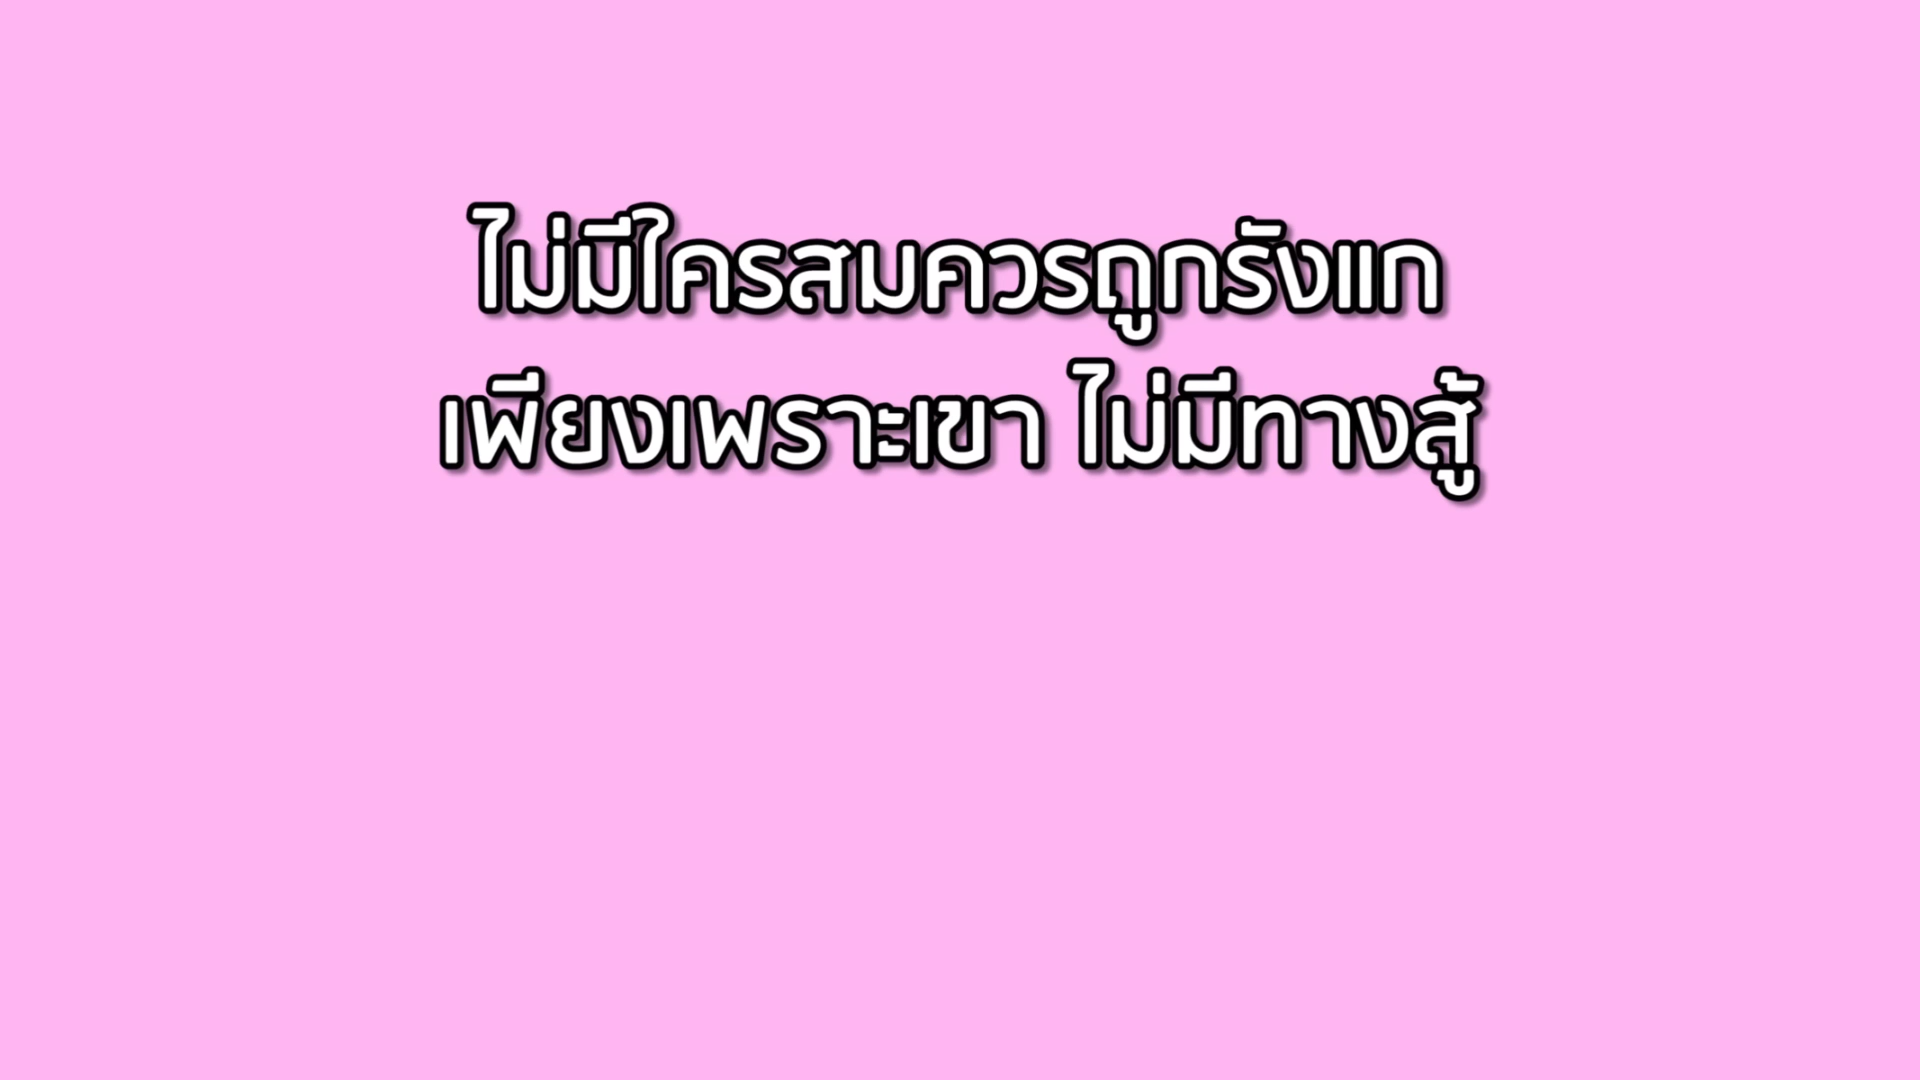 ไม่มีใครสมควรถูกรังแก
เพียงเพราะเขา ไม่มีทางสู้